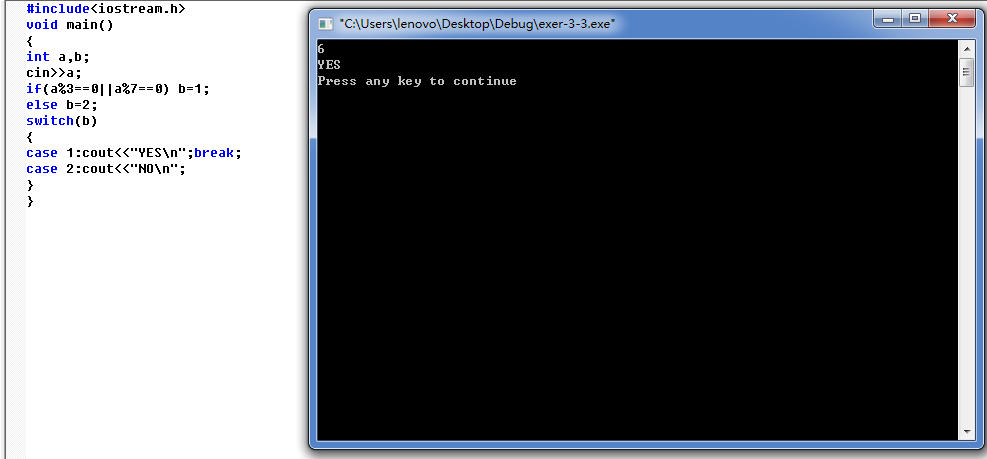 #include<iostream.h>
void main()
{
int a,b;
cin>>a;
if(a%3==0||a%7==0) b=1;
else b=2;
switch(b)
{
case 1:cout<<"YES\n";break;
case 2:cout<<"NO\n";
}
}
"C:\Users\lenovo\Desktop\Debug\exer-3-3.exe"
6
YES
Press any key to continue